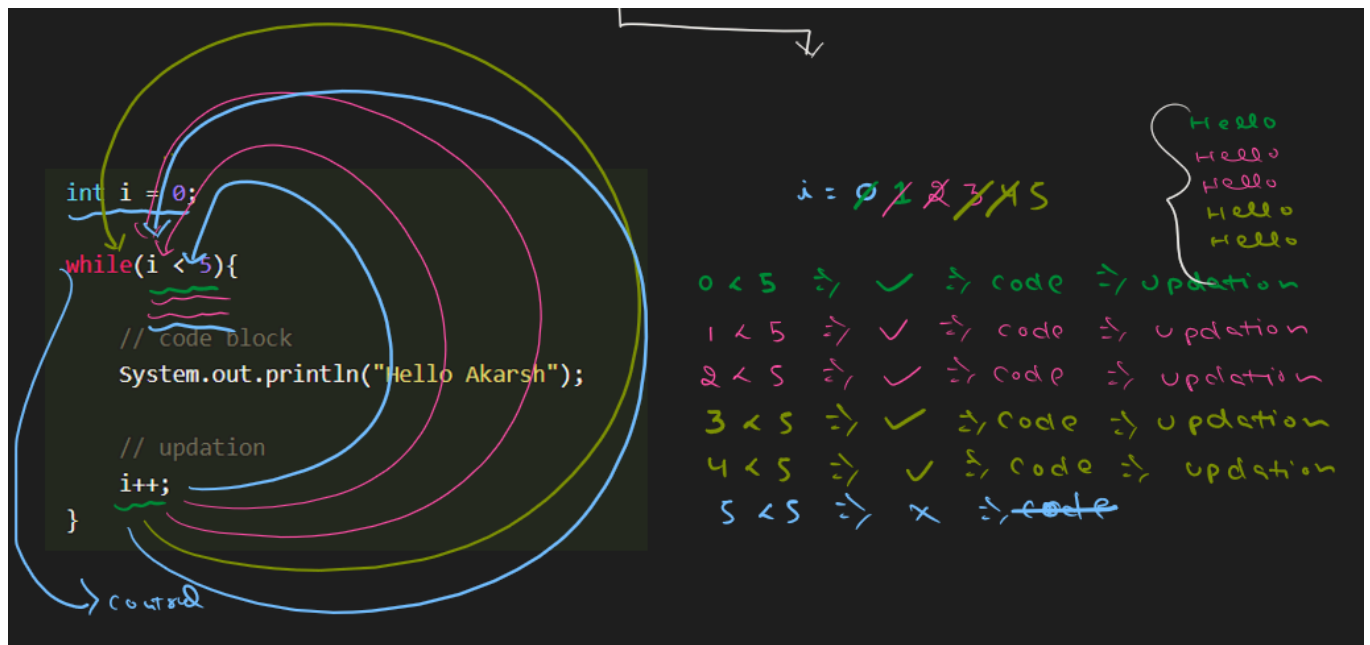 int i = 0;
while(i < 5){
// code block
System.out.println("Hello Akarsh");
// updation
i++;
}
control
i = 0 1 2 3 4 5
Hello
Hello
Hello
Hello
Hello
0 < 5 => ✓ => code => updation
1 < 5 => ✓ => code => updation
2 < 5 => ✓ => code => updation
3 < 5 => ✓ => code => updation
4 < 5 => ✓ => code => updation
5 < 5 => x => code